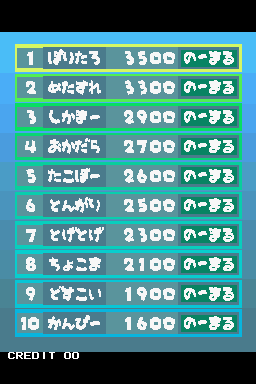 1 ぽりたろ 3500 のーまる
2 めたすれ 3300 のーまる
3 しかまー 2900 のーまる
4 おかだら 2700 のーまる
5 たこぼー 2600 のーまる
6 とんがり 2500 のーまる
7 とげとげ 2300 のーまる
8 ちょこま 2100 のーまる
9 どすこい 1900 のーまる
10 かんぴー 1600 のーまる
CREDIT 00